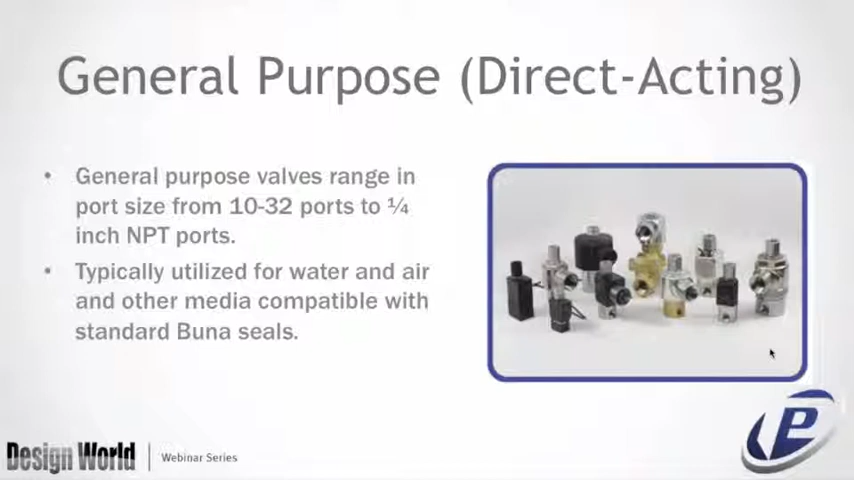 General Purpose (Direct-Acting)
• General purpose valves range in
port size from 10-32 ports to ¼
inch NPT ports.
• Typically utilized for water and air
and other media compatible with
standard Buna seals.
Design World
Webinar Series
P